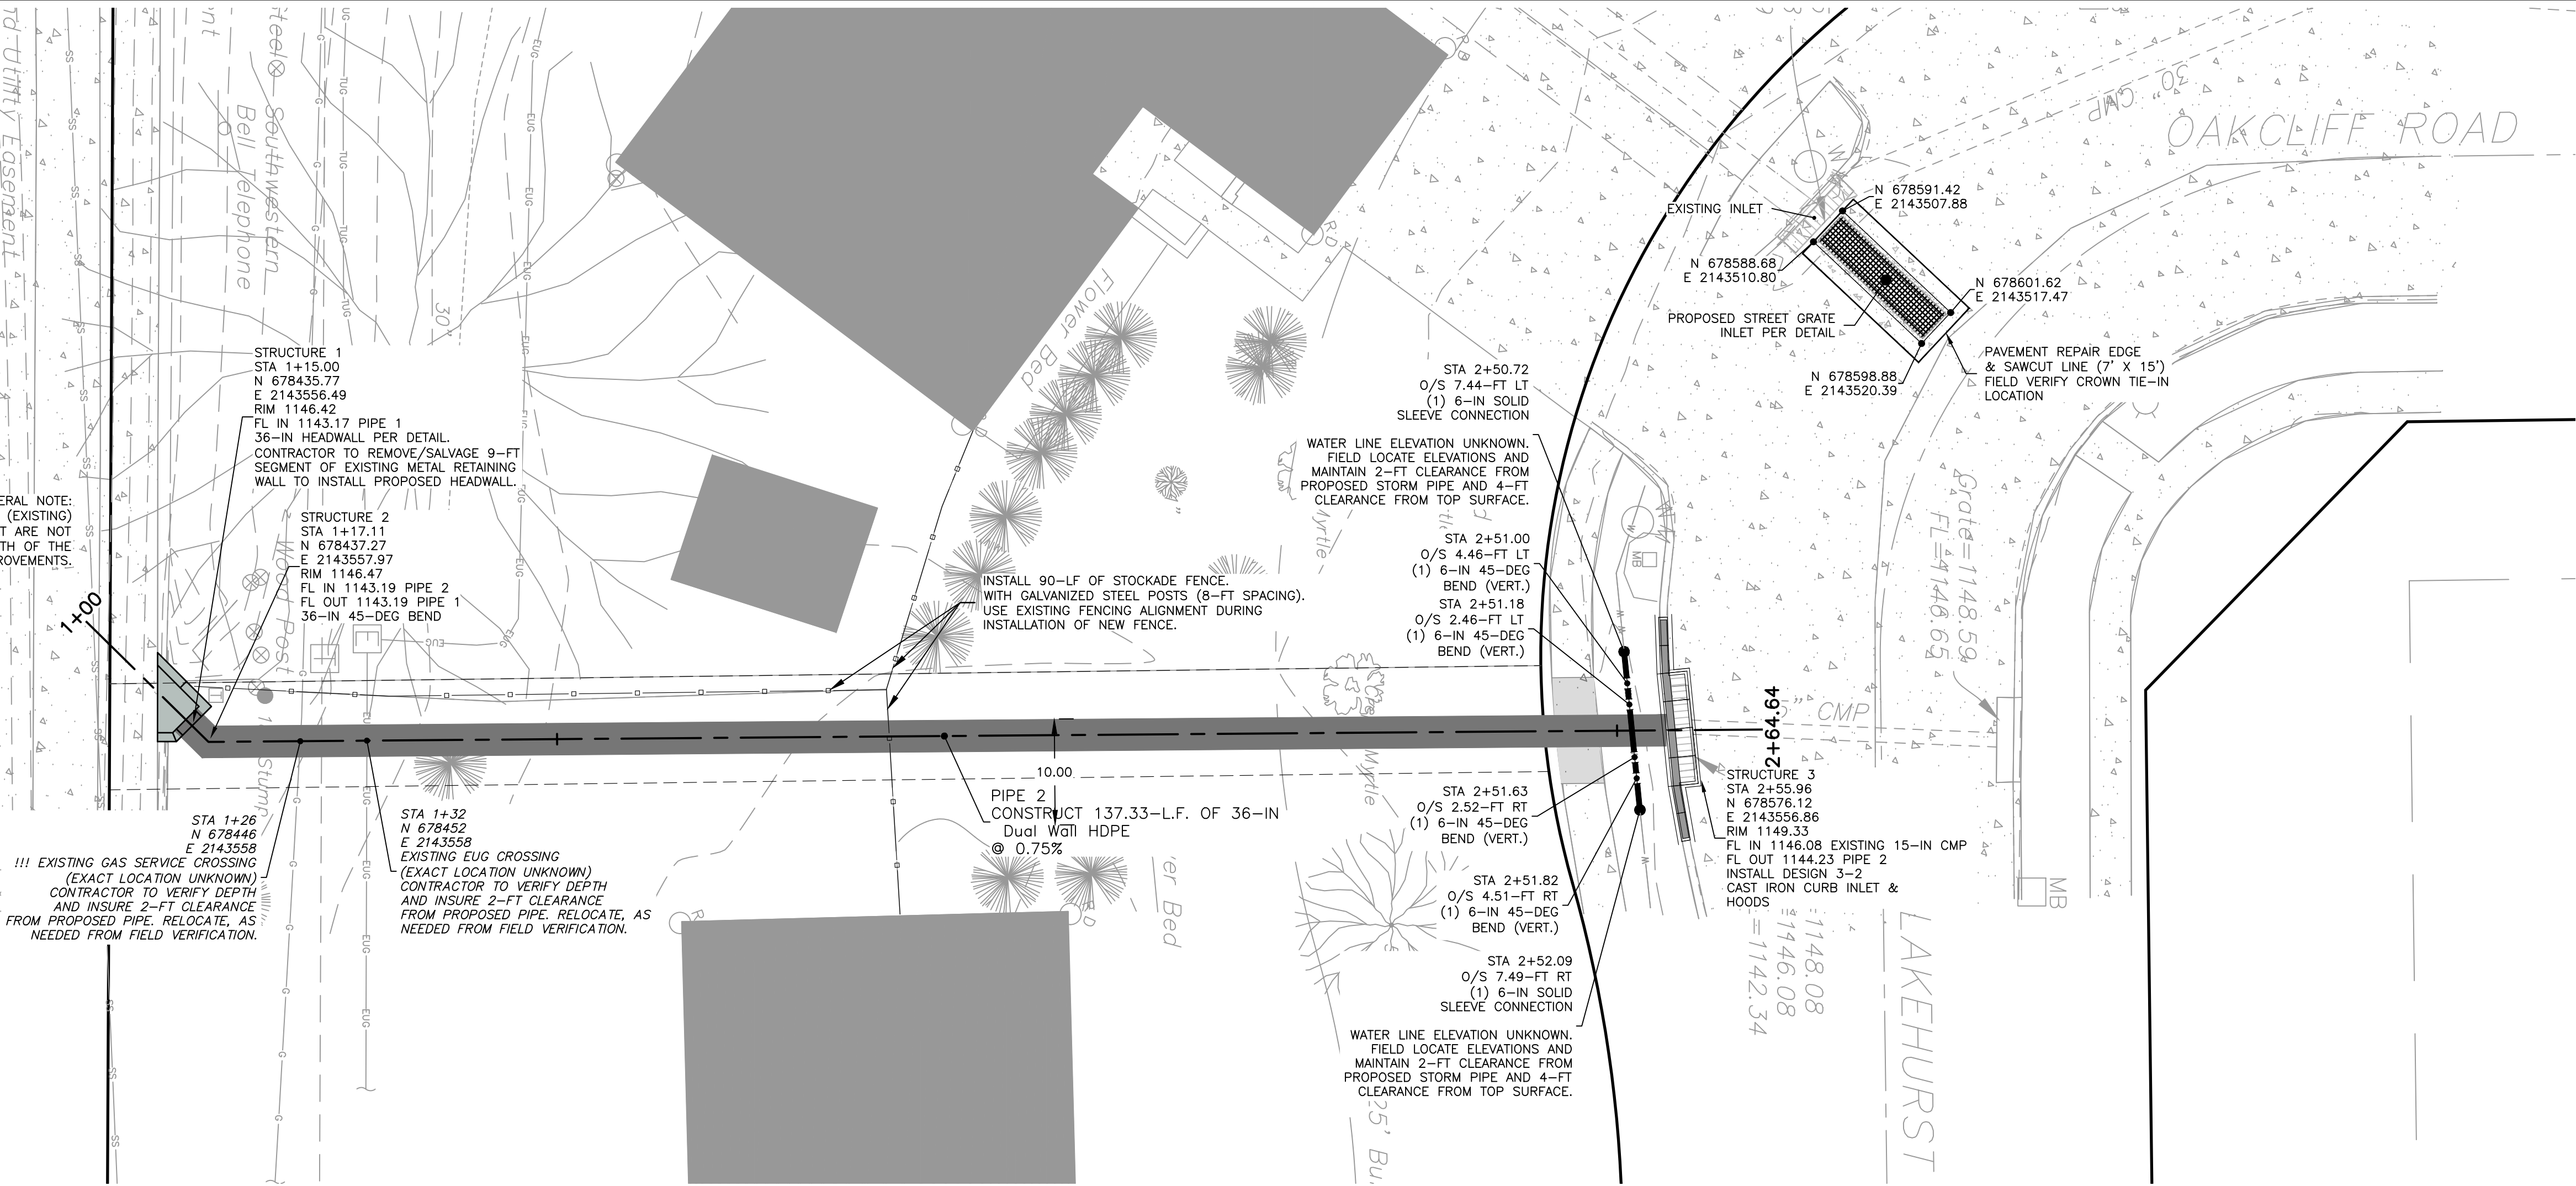 OAKCLIFF ROAD
30" CMP
EXISTING INLET
N 678591.42
E 2143507.88
N 678588.68
E 2143510.80
N 678601.62
E 2143517.47
PROPOSED STREET GRATE
INLET PER DETAIL
N 678598.88
E 2143520.39
PAVEMENT REPAIR EDGE
& SAWCUT LINE (7' X 15')
FIELD VERIFY CROWN TIE-IN
LOCATION
nd Utility Easement
Steel
Southwestern
Bell Telephone
30"
Flower Bed
STRUCTURE 1
STA 1+15.00
N 678435.77
E 2143556.49
RIM 1146.42
FL IN 1143.17 PIPE 1
36-IN HEADWALL PER DETAIL.
CONTRACTOR TO REMOVE/SALVAGE 9-FT
SEGMENT OF EXISTING METAL RETAINING
WALL TO INSTALL PROPOSED HEADWALL.
ERAL NOTE:
(EXISTING)
T ARE NOT
TH OF THE
ROVEMENTS.
STRUCTURE 2
STA 1+17.11
N 678437.27
E 2143557.97
RIM 1146.47
FL IN 1143.19 PIPE 2
FL OUT 1143.19 PIPE 1
36-IN 45-DEG BEND
Wood Post
1+00
INSTALL 90-LF OF STOCKADE FENCE.
WITH GALVANIZED STEEL POSTS (8-FT SPACING).
USE EXISTING FENCING ALIGNMENT DURING
INSTALLATION OF NEW FENCE.
STA 2+50.72
O/S 7.44-FT LT
(1) 6-IN SOLID
SLEEVE CONNECTION
WATER LINE ELEVATION UNKNOWN.
FIELD LOCATE ELEVATIONS AND
MAINTAIN 2-FT CLEARANCE FROM
PROPOSED STORM PIPE AND 4-FT
CLEARANCE FROM TOP SURFACE.
STA 2+51.00
O/S 4.46-FT LT
(1) 6-IN 45-DEG
BEND (VERT.)
STA 2+51.18
O/S 2.46-FT LT
(1) 6-IN 45-DEG
BEND (VERT.)
MB
Grate=1148.59
FL=1146.65
" CMP
2+64.64
10.00
PIPE 2
CONSTRUCT 137.33-L.F. OF 36-IN
Dual Wall HDPE
@ 0.75%
Myrtle
Myrtle
STA 1+26
N 678446
E 2143558
!!! EXISTING GAS SERVICE CROSSING
(EXACT LOCATION UNKNOWN)
CONTRACTOR TO VERIFY DEPTH
AND INSURE 2-FT CLEARANCE
FROM PROPOSED PIPE. RELOCATE, AS
NEEDED FROM FIELD VERIFICATION.
STA 1+32
N 678452
E 2143558
EXISTING EUG CROSSING
(EXACT LOCATION UNKNOWN)
CONTRACTOR TO VERIFY DEPTH
AND INSURE 2-FT CLEARANCE
FROM PROPOSED PIPE. RELOCATE, AS
NEEDED FROM FIELD VERIFICATION.
STA 2+51.63
O/S 2.52-FT RT
(1) 6-IN 45-DEG
BEND (VERT.)
STA 2+51.82
O/S 4.51-FT RT
(1) 6-IN 45-DEG
BEND (VERT.)
STA 2+52.09
O/S 7.49-FT RT
(1) 6-IN SOLID
SLEEVE CONNECTION
WATER LINE ELEVATION UNKNOWN.
FIELD LOCATE ELEVATIONS AND
MAINTAIN 2-FT CLEARANCE FROM
PROPOSED STORM PIPE AND 4-FT
CLEARANCE FROM TOP SURFACE.
STRUCTURE 3
STA 2+55.96
N 678576.12
E 2143556.86
RIM 1149.33
FL IN 1146.08 EXISTING 15-IN CMP
FL OUT 1144.23 PIPE 2
INSTALL DESIGN 3-2
CAST IRON CURB INLET &
HOODS
=1148.08
=1146.08
=1142.34
MB
LAKEHURST
er Bed
25' Bu